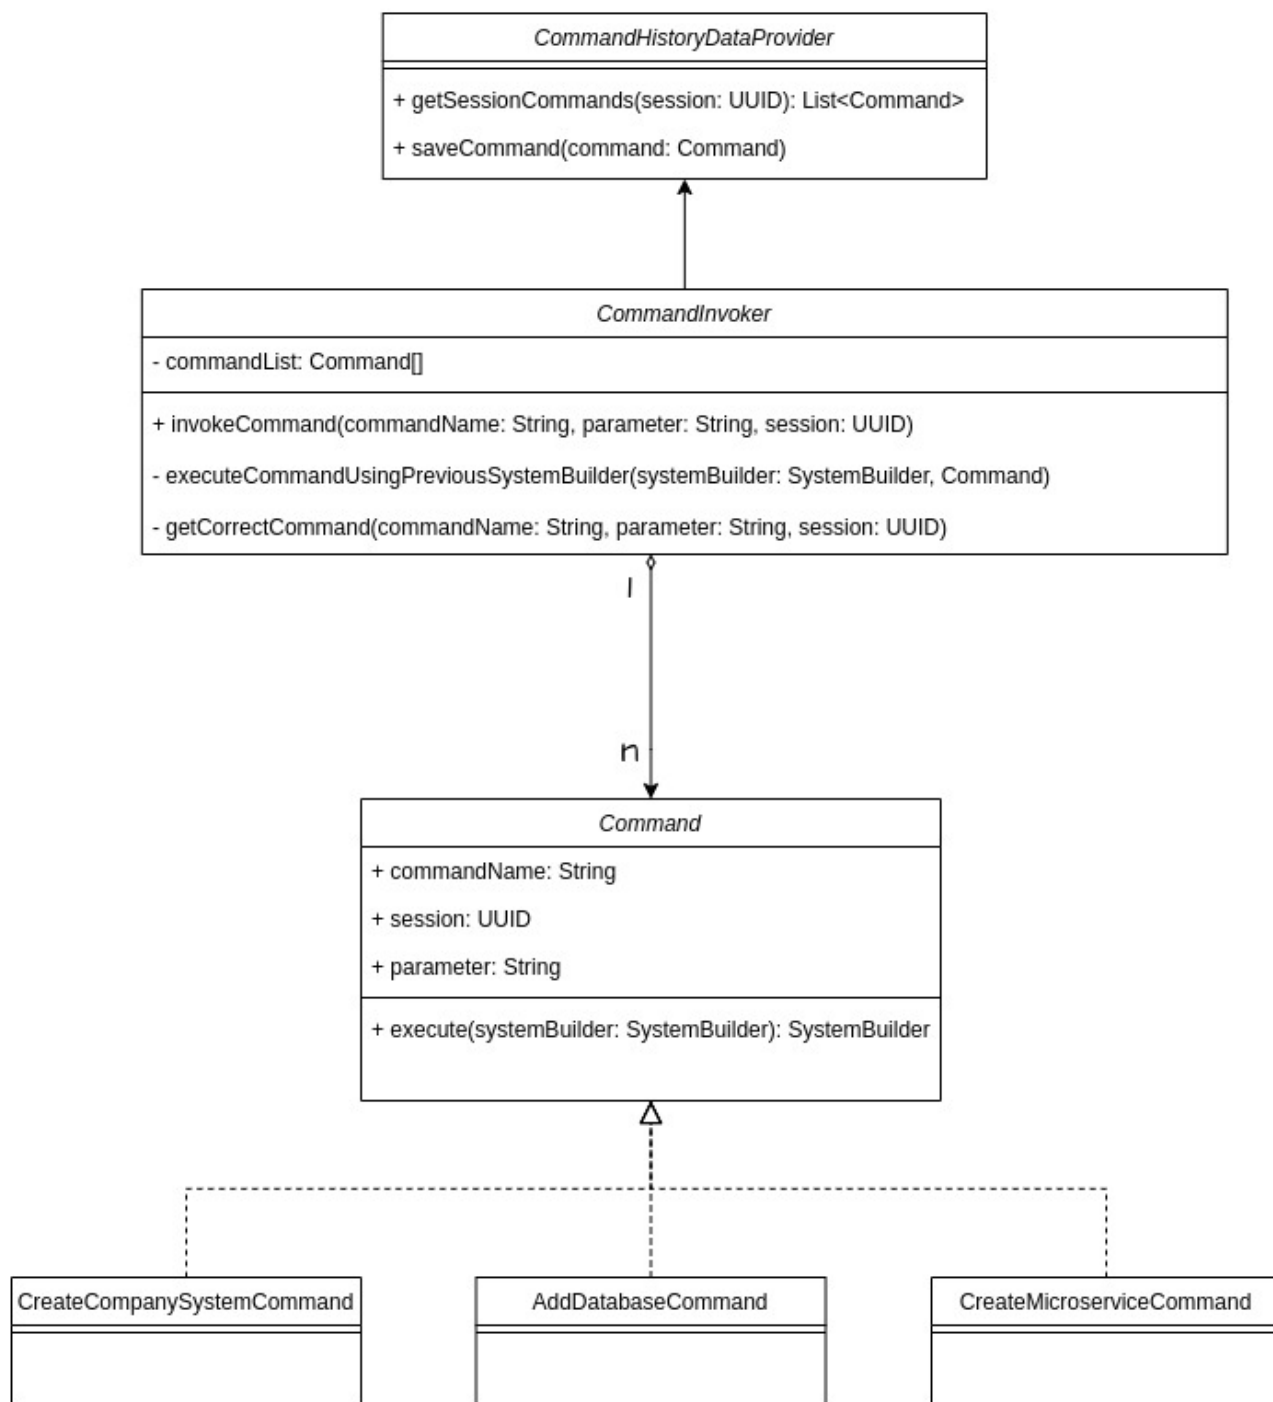 CommandHistoryDataProvider
+ getSessionCommands(session: UUID): List<Command>
+ saveCommand(command: Command)
CommandInvoker
- commandList: Command[]
+ invokeCommand(commandName: String, parameter: String, session: UUID)
- executeCommandUsingPreviousSystemBuilder(systemBuilder: SystemBuilder, Command)
- getCorrectCommand(commandName: String, parameter: String, session: UUID)
1
n
Command
+ commandName: String
+ session: UUID
+ parameter: String
+ execute(systemBuilder: SystemBuilder): SystemBuilder
CreateCompanySystemCommand
AddDatabaseCommand
CreateMicroserviceCommand